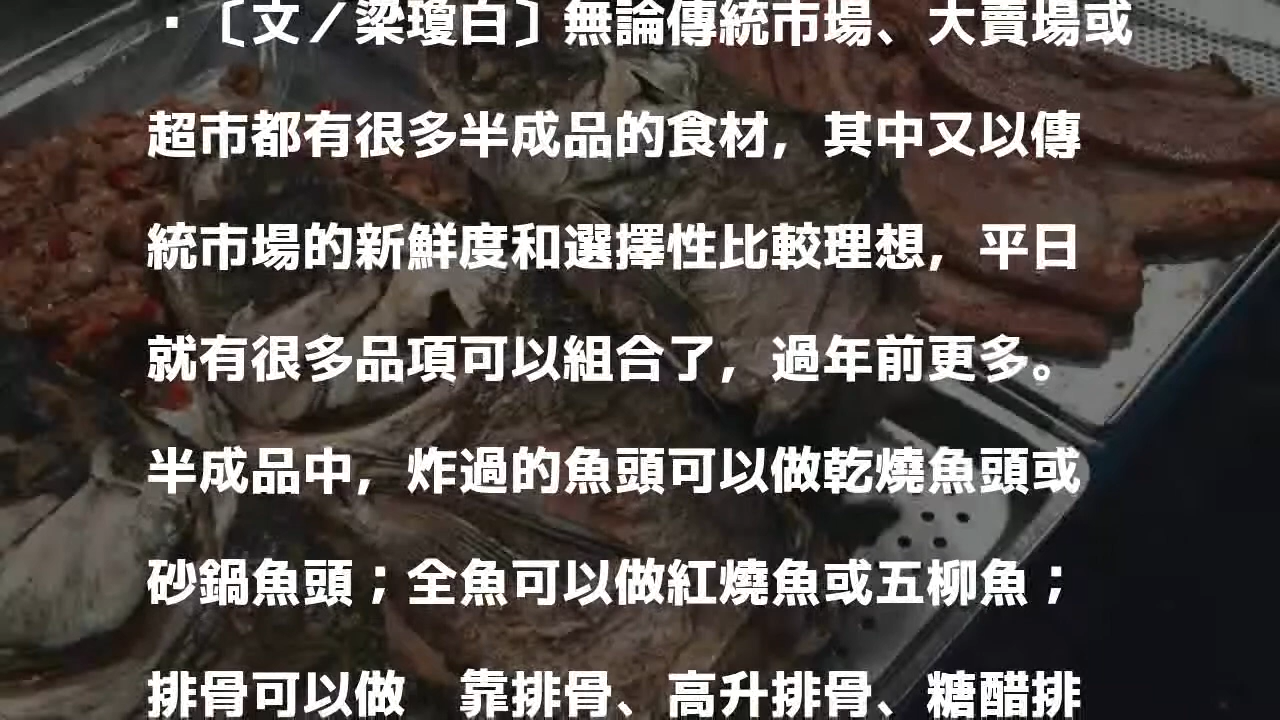 ▪〔文／梁瓊白〕無論傳統市場、大賣場或
超市都有很多半成品的食材，其中又以傳
統市場的新鮮度和選擇性比較理想，平日
就有很多品項可以組合了，過年前更多。
半成品中，炸過的魚頭可以做乾燒魚頭或
砂鍋魚頭；全魚可以做紅燒魚或五柳魚；
排骨可以做　靠排骨、高升排骨、糖醋排